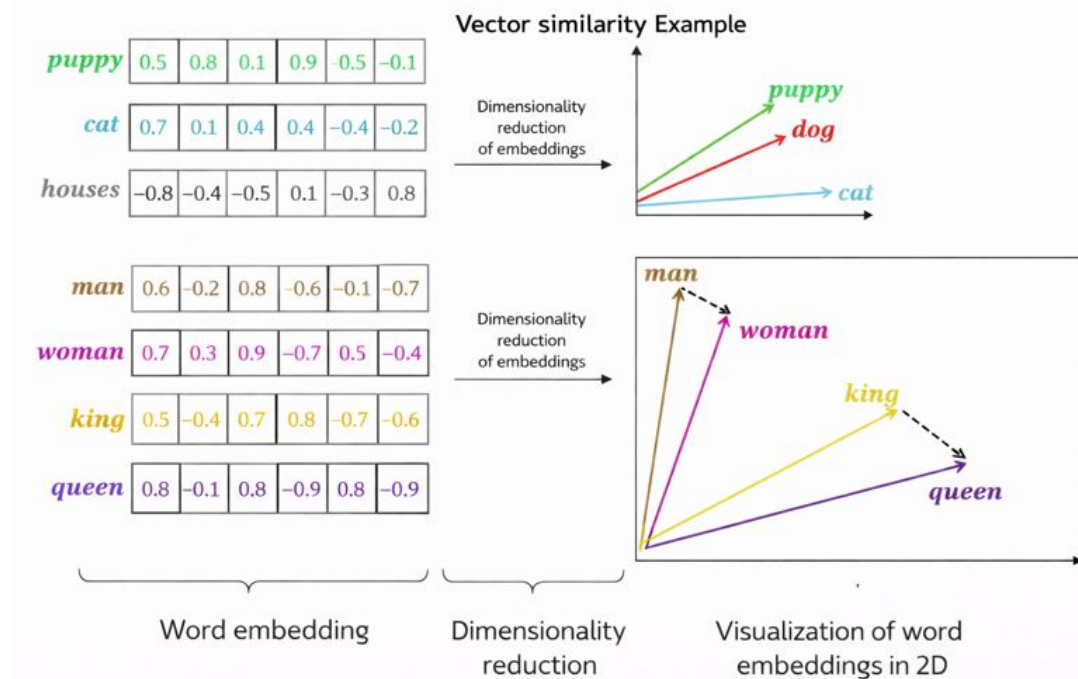 Vector similarity Example
puppy 0.5 0.8 0.1 0.9 -0.5 -0.1
cat 0.7 0.1 0.4 0.4 -0.4 -0.2
houses -0.8 -0.4 -0.5 0.1 -0.3 0.8
Dimensionality
reduction
of embeddings
puppy
dog
cat
man 0.6 -0.2 0.8 -0.6 -0.1 -0.7
woman 0.7 0.3 0.9 -0.7 0.5 -0.4
king 0.5 -0.4 0.7 0.8 -0.7 -0.6
queen 0.8 -0.1 0.8 -0.9 0.8 -0.9
Dimensionality
reduction
of embeddings
man
woman
king
queen
Word embedding
Dimensionality
reduction
Visualization of word
embeddings in 2D